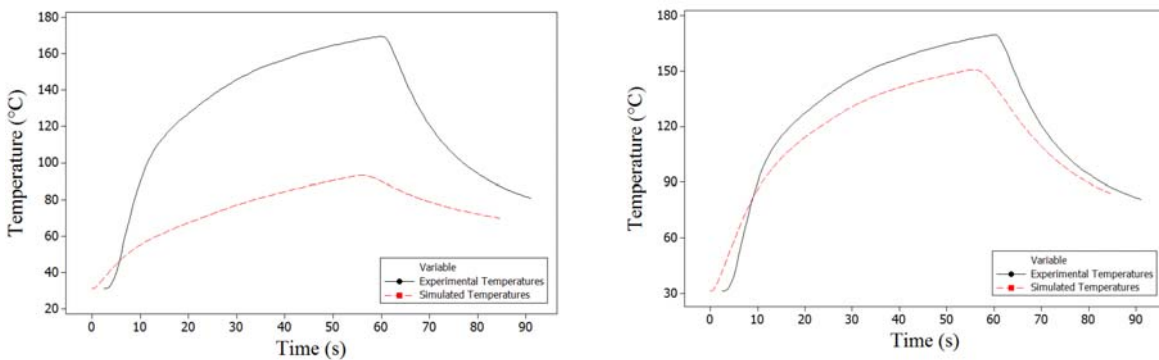 180
160
140
120
100
80
60
40
20
Temperature (°C)
Variable
Experimental Temperatures
Simulated Temperatures
0 10 20 30 40 50 60 70 80 90
Time (s)
180
150
120
90
60
30
Temperature (°C)
Variable
Experimental Temperatures
Simulated Temperatures
0 10 20 30 40 50 60 70 80 90
Time (s)